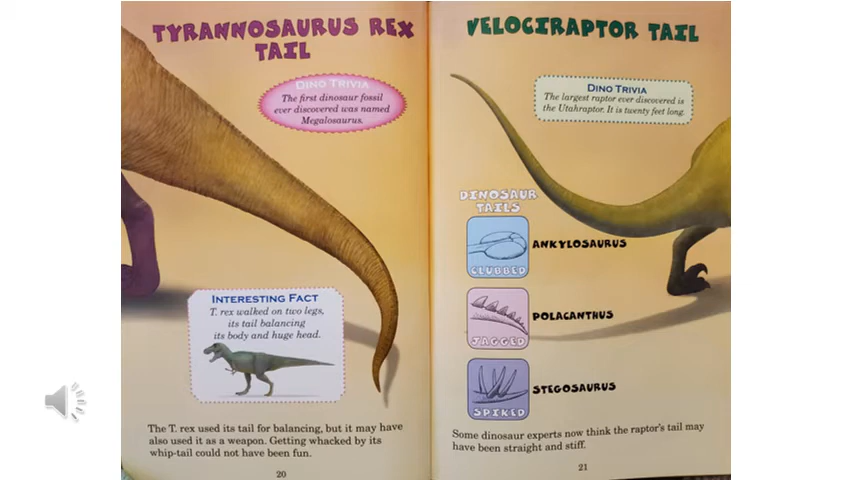 TYRANNOSAURUS REX
TAIL
DINO TRIVIA
The first dinosaur fossil
ever discovered was named
Megalosaurus.
INTERESTING FACT
T. rex walked on two legs,
its tail balancing
its body and huge head.
The T. rex used its tail for balancing, but it may have
also used it as a weapon. Getting whacked by its
whip-tail could not have been fun.
20
VELOCIRAPTOR TAIL
DINO TRIVIA
The largest raptor ever discovered is
the Utahraptor. It is twenty feet long.
DINOSAUR
TAILS
CLUBBED
ANKYLOSAURUS
JAGGED
POLACANTHUS
SPIKED
STEGOSAURUS
Some dinosaur experts now think the raptor's tail may
have been straight and stiff.
21